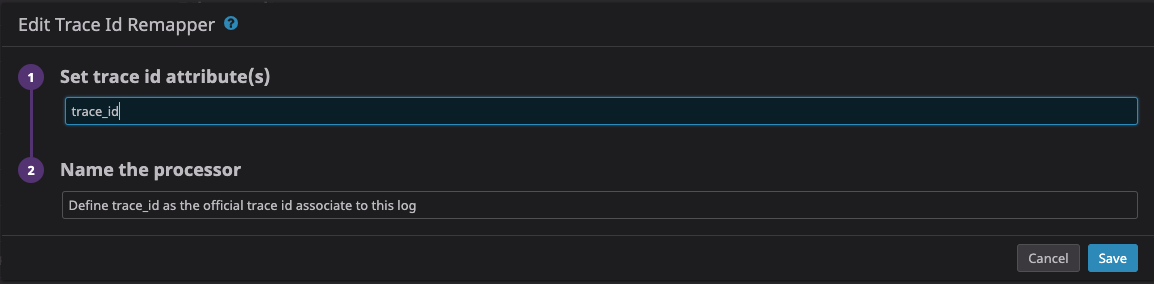 Edit Trace Id Remapper ?
1 Set trace id attribute(s)
trace_id
2 Name the processor
Define trace_id as the official trace id associate to this log
Cancel Save